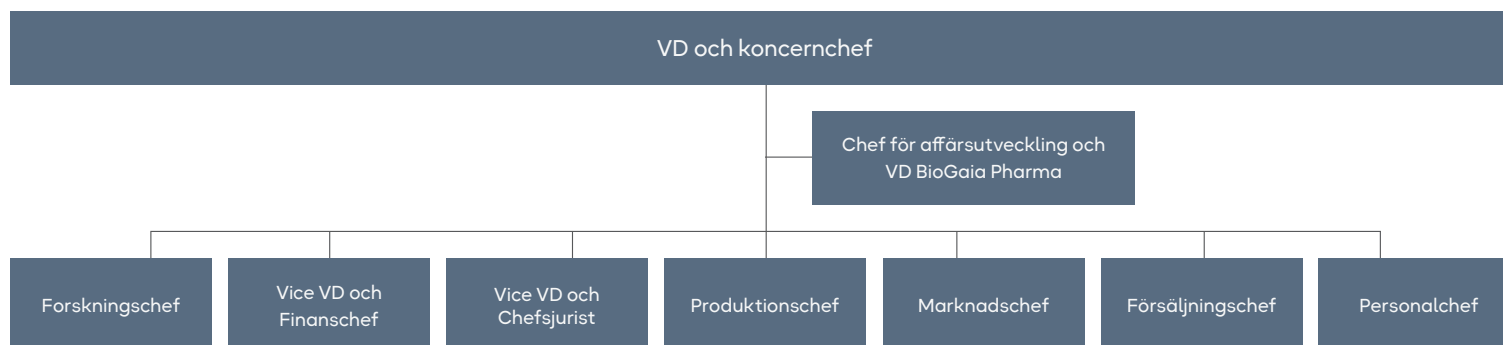 VD och koncernchef
Chef för affärsutveckling och
VD BioGaia Pharma
Forskningschef
Vice VD och
Finanschef
Vice VD och
Chefsjurist
Produktionschef
Marknadschef
Försäljningschef
Personalchef